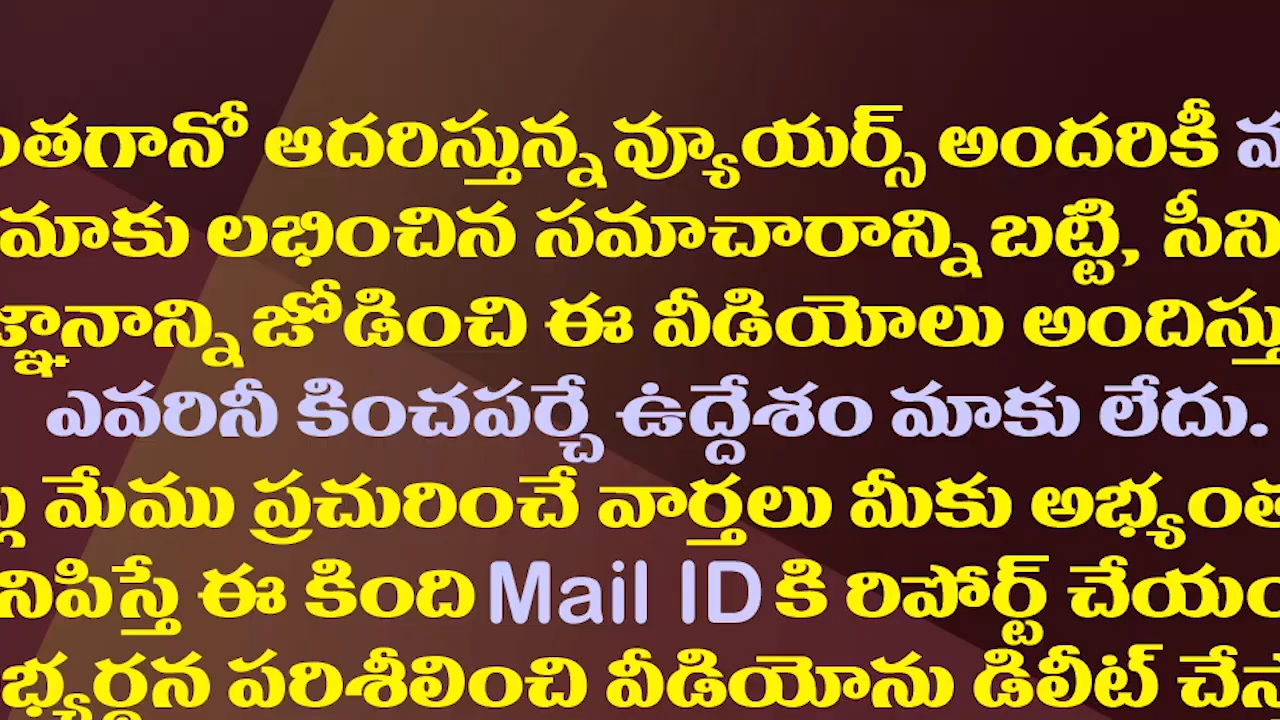 ంతగానో ఆదరిస్తున్న వ్యూయర్స్ అందరికీ
మాకు లభించిన సమాచారాన్ని బట్టి, సీని
జ్ఞానాన్ని జోడించి ఈ వీడియోలు అందిస్తు
ఎవరినీ కించపర్చే ఉద్దేశం మాకు లేదు.
మేము ప్రచురించే వార్తలు మీకు అభ్యంత
నిపిస్తే ఈ కింది Mail ID కి రిపోర్ట్ చేయం
భ్యర్థన పరిశీలించి వీడియోను డిలీట్ చేస